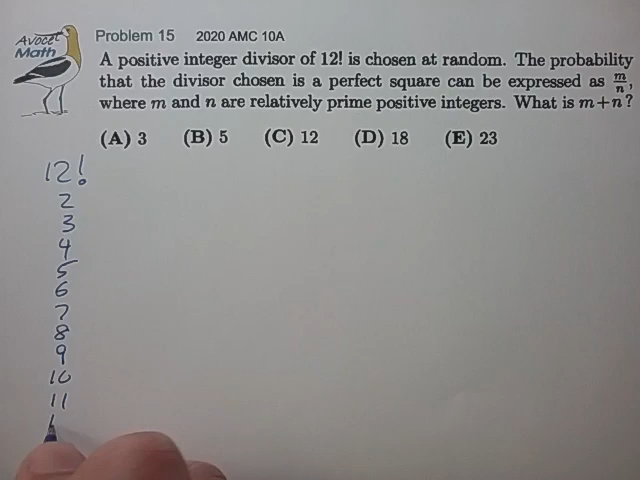 Avocet
Math
Problem 15 2020 AMC 10A
A positive integer divisor of 12! is chosen at random. The probability
that the divisor chosen is a perfect square can be expressed as m/n,
where m and n are relatively prime positive integers. What is m+n?
(A) 3 (B) 5 (C) 12 (D) 18 (E) 23
12!
2
3
4
5
6
7
8
9
10
11